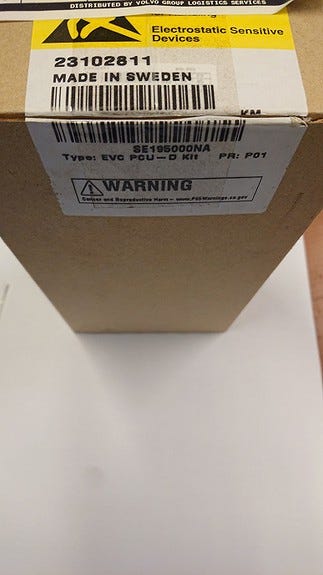 DISTRIBUTED BY VOLVO GROUP LOGISTICS SERVICES
Electrostatic Sensitive
Devices
23102811
MADE IN SWEDEN
KM
SE195000NA
Type: EVC PCU-D Kit PR: P01
WARNING
Cancer and Reproductive Harm - www.P65Warnings.ca.gov